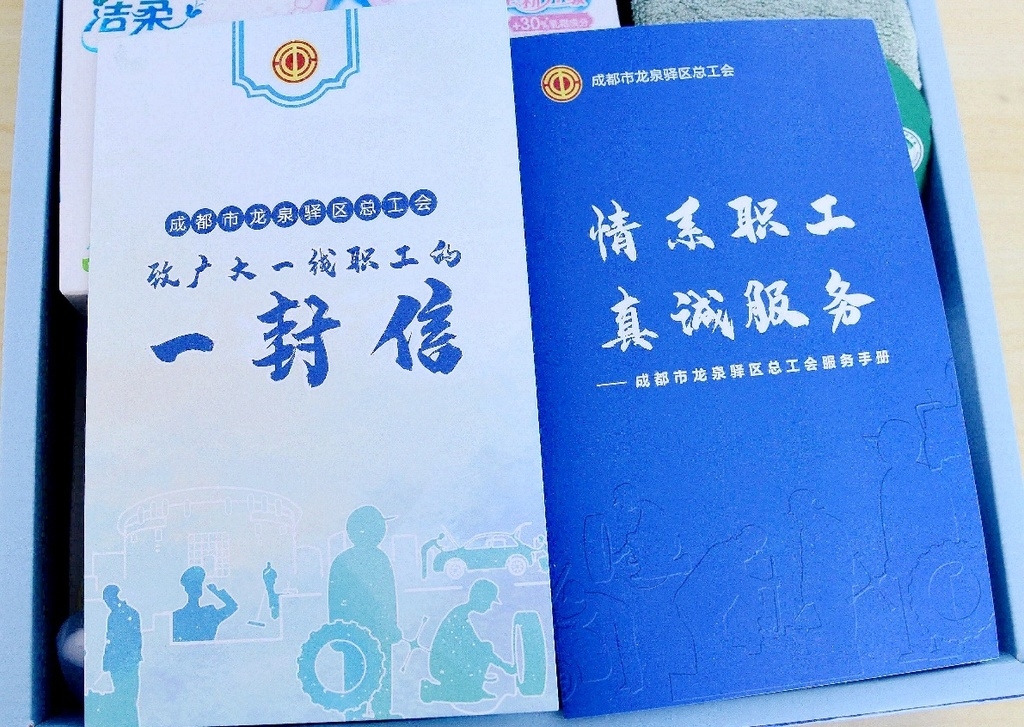 洁柔
+30%
成都市龙泉驿区总工会
致广大一线职工的
一封信
成都市龙泉驿区总工会
情系职工
真诚服务
——成都市龙泉驿区总工会服务手册